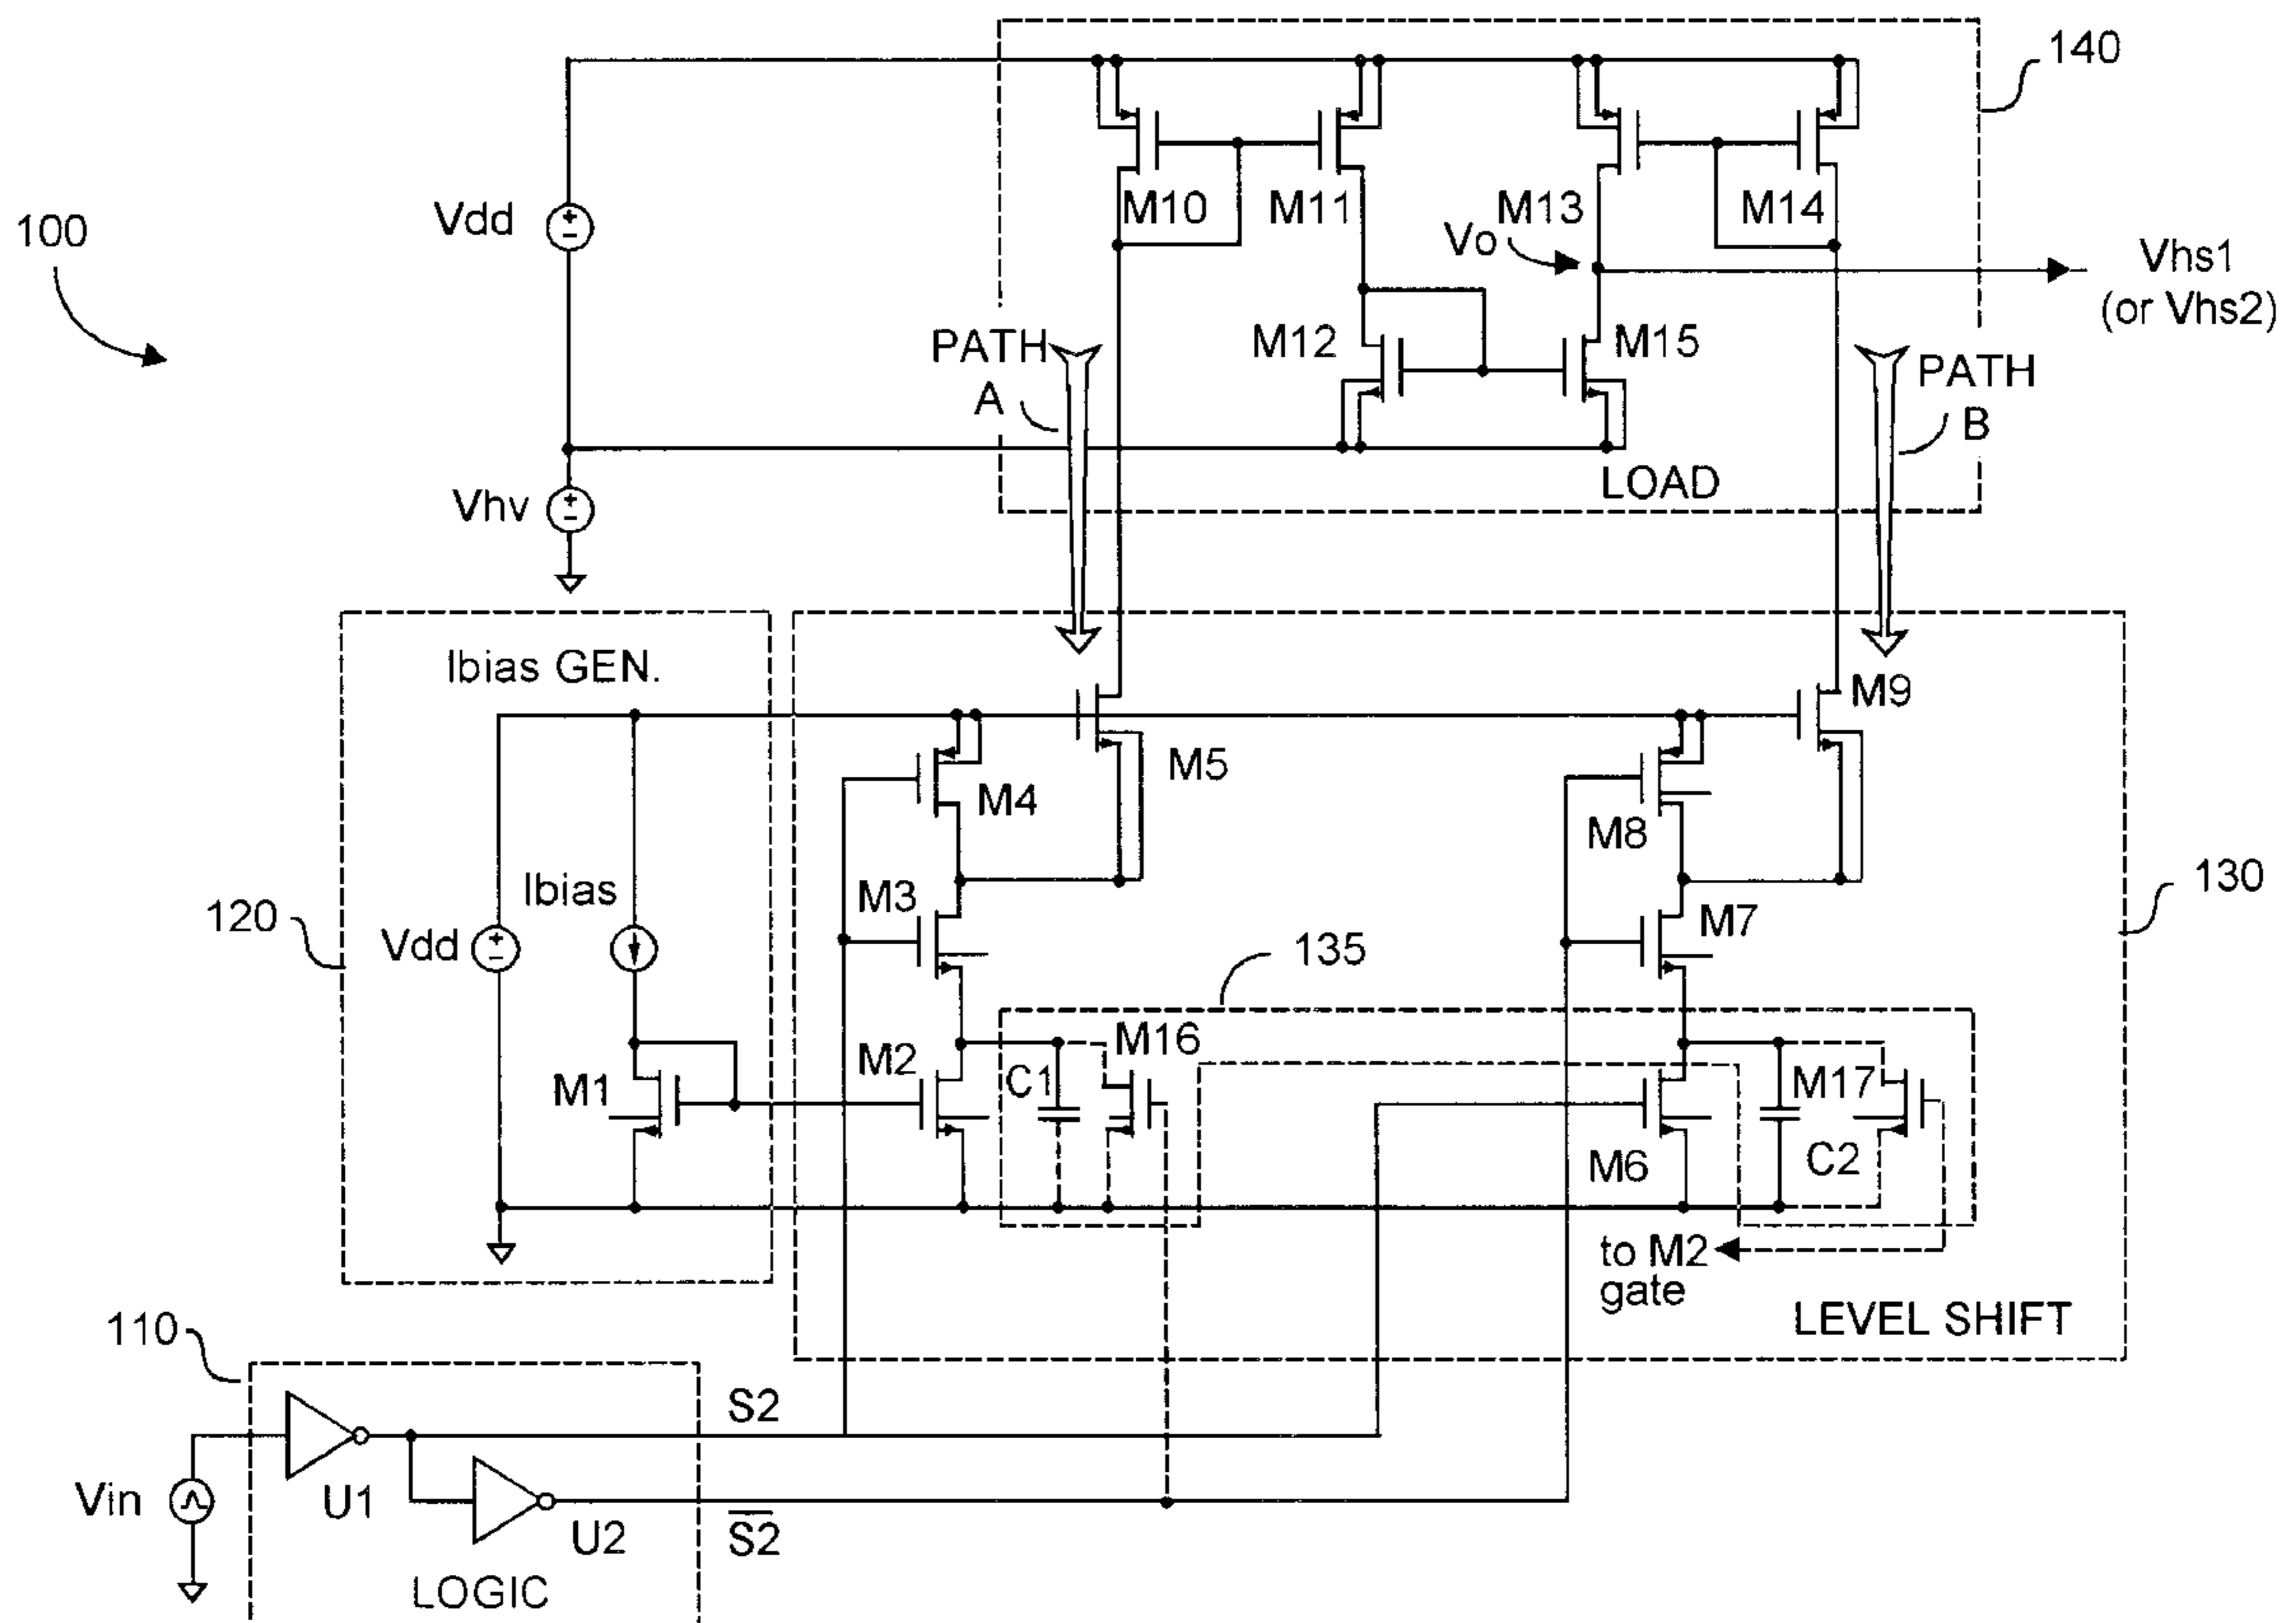 140
100
Vdd
M10
M11
M13
M14
Vo
Vhs1
(or Vhs2)
PATH
A
M12
M15
PATH
B
Vhv
LOAD
Ibias GEN.
M9
M5
M4
M8
Ibias
M3
M7
130
120
Vdd
135
M16
M2
C1
M17
M1
M6
C2
to M2
gate
LEVEL SHIFT
110
S2
Vin
U1
U2
S2
LOGIC